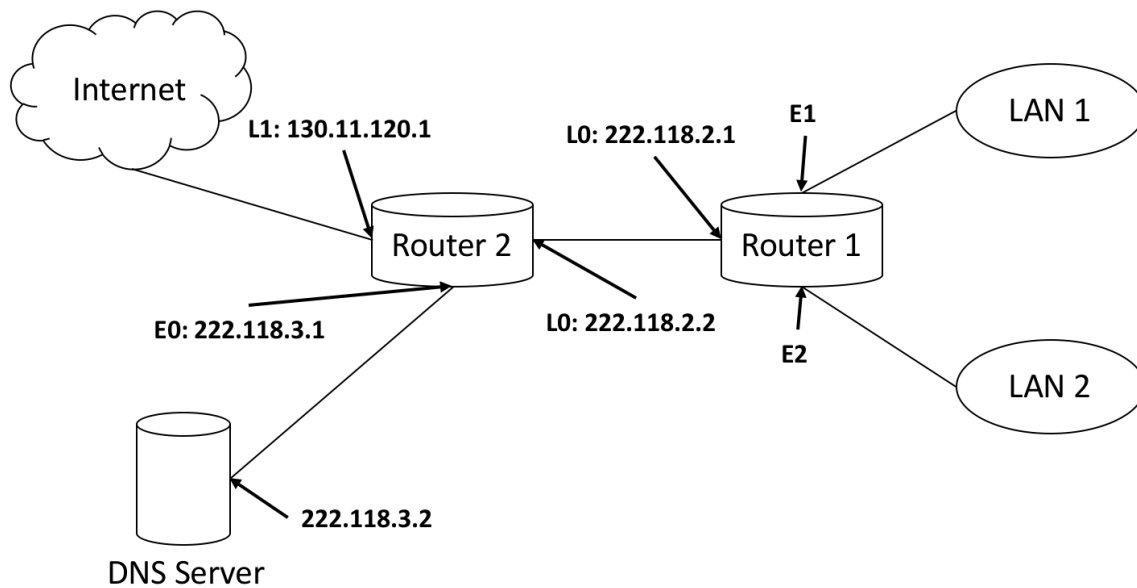 Internet
L1: 130.11.120.1
L0: 222.118.2.1
E1
LAN 1
Router 2
Router 1
E0: 222.118.3.1
L0: 222.118.2.2
E2
LAN 2
222.118.3.2
DNS Server